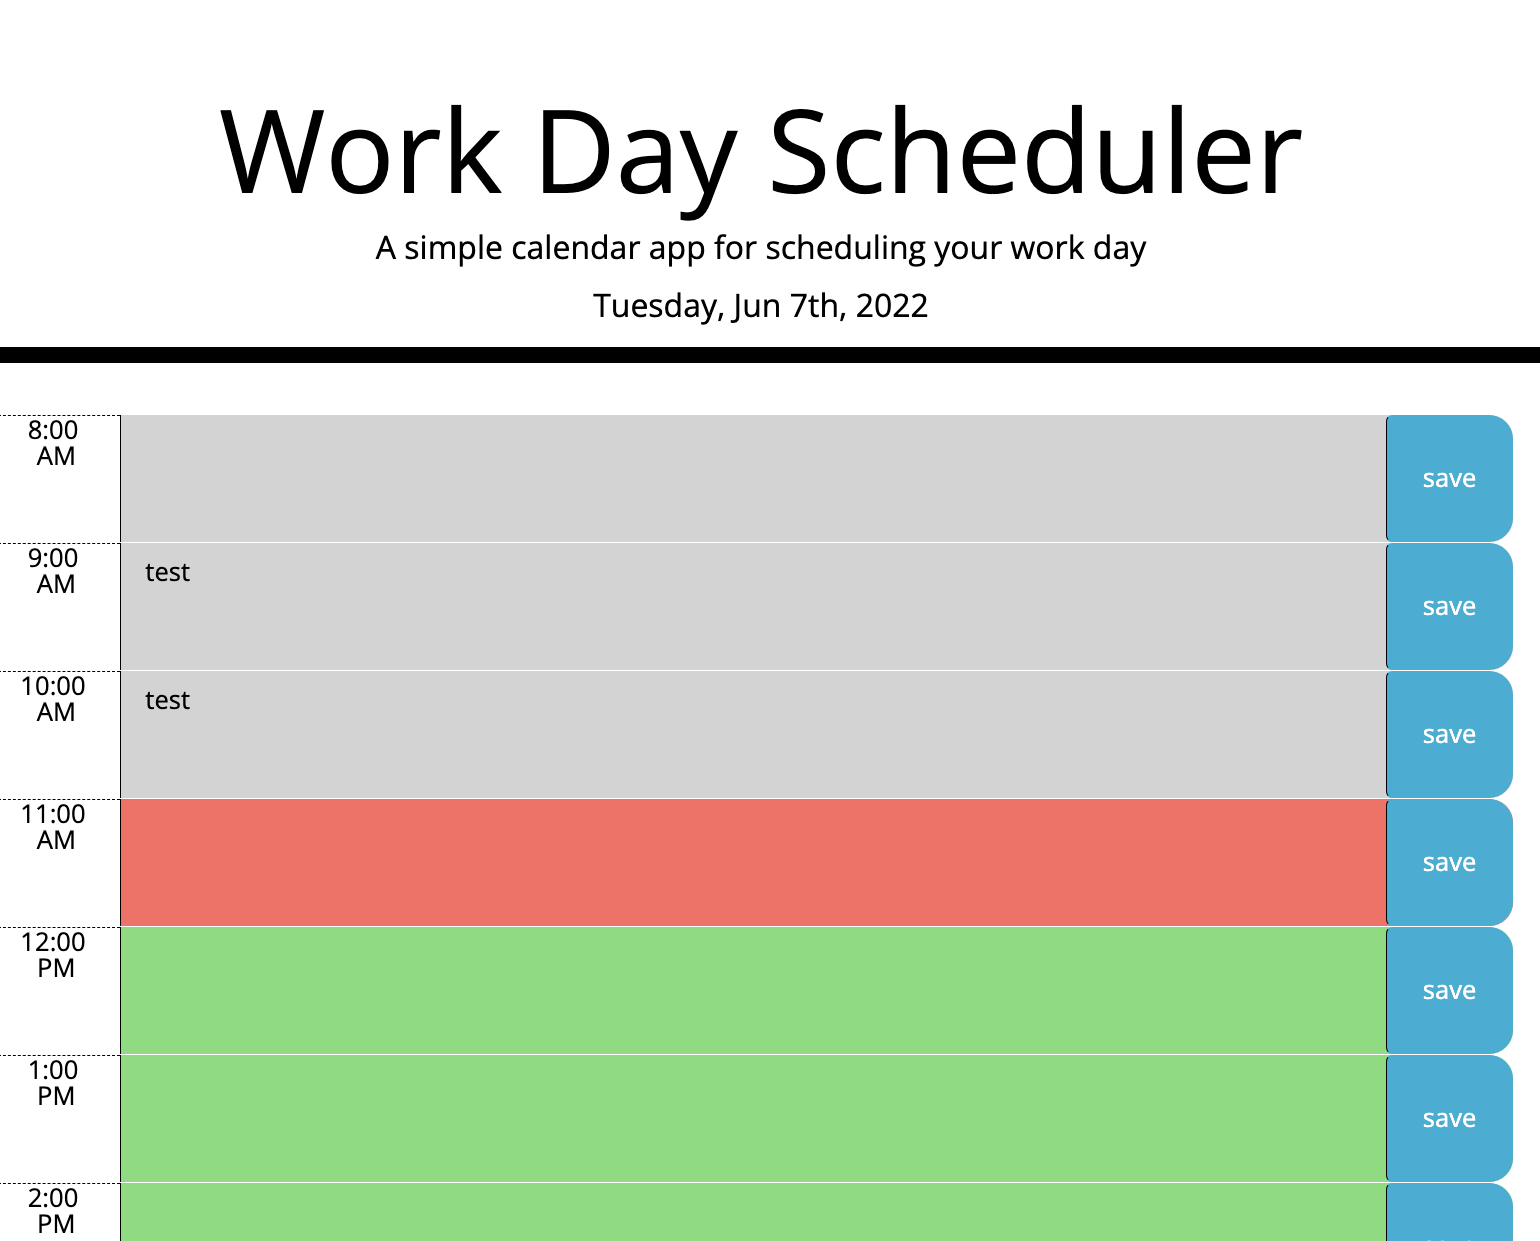 Work Day Scheduler
A simple calendar app for scheduling your work day
Tuesday, Jun 7th, 2022
8:00
AM
save
9:00
AM
test
save
10:00
AM
test
save
11:00
AM
save
12:00
PM
save
1:00
PM
save
2:00
PM